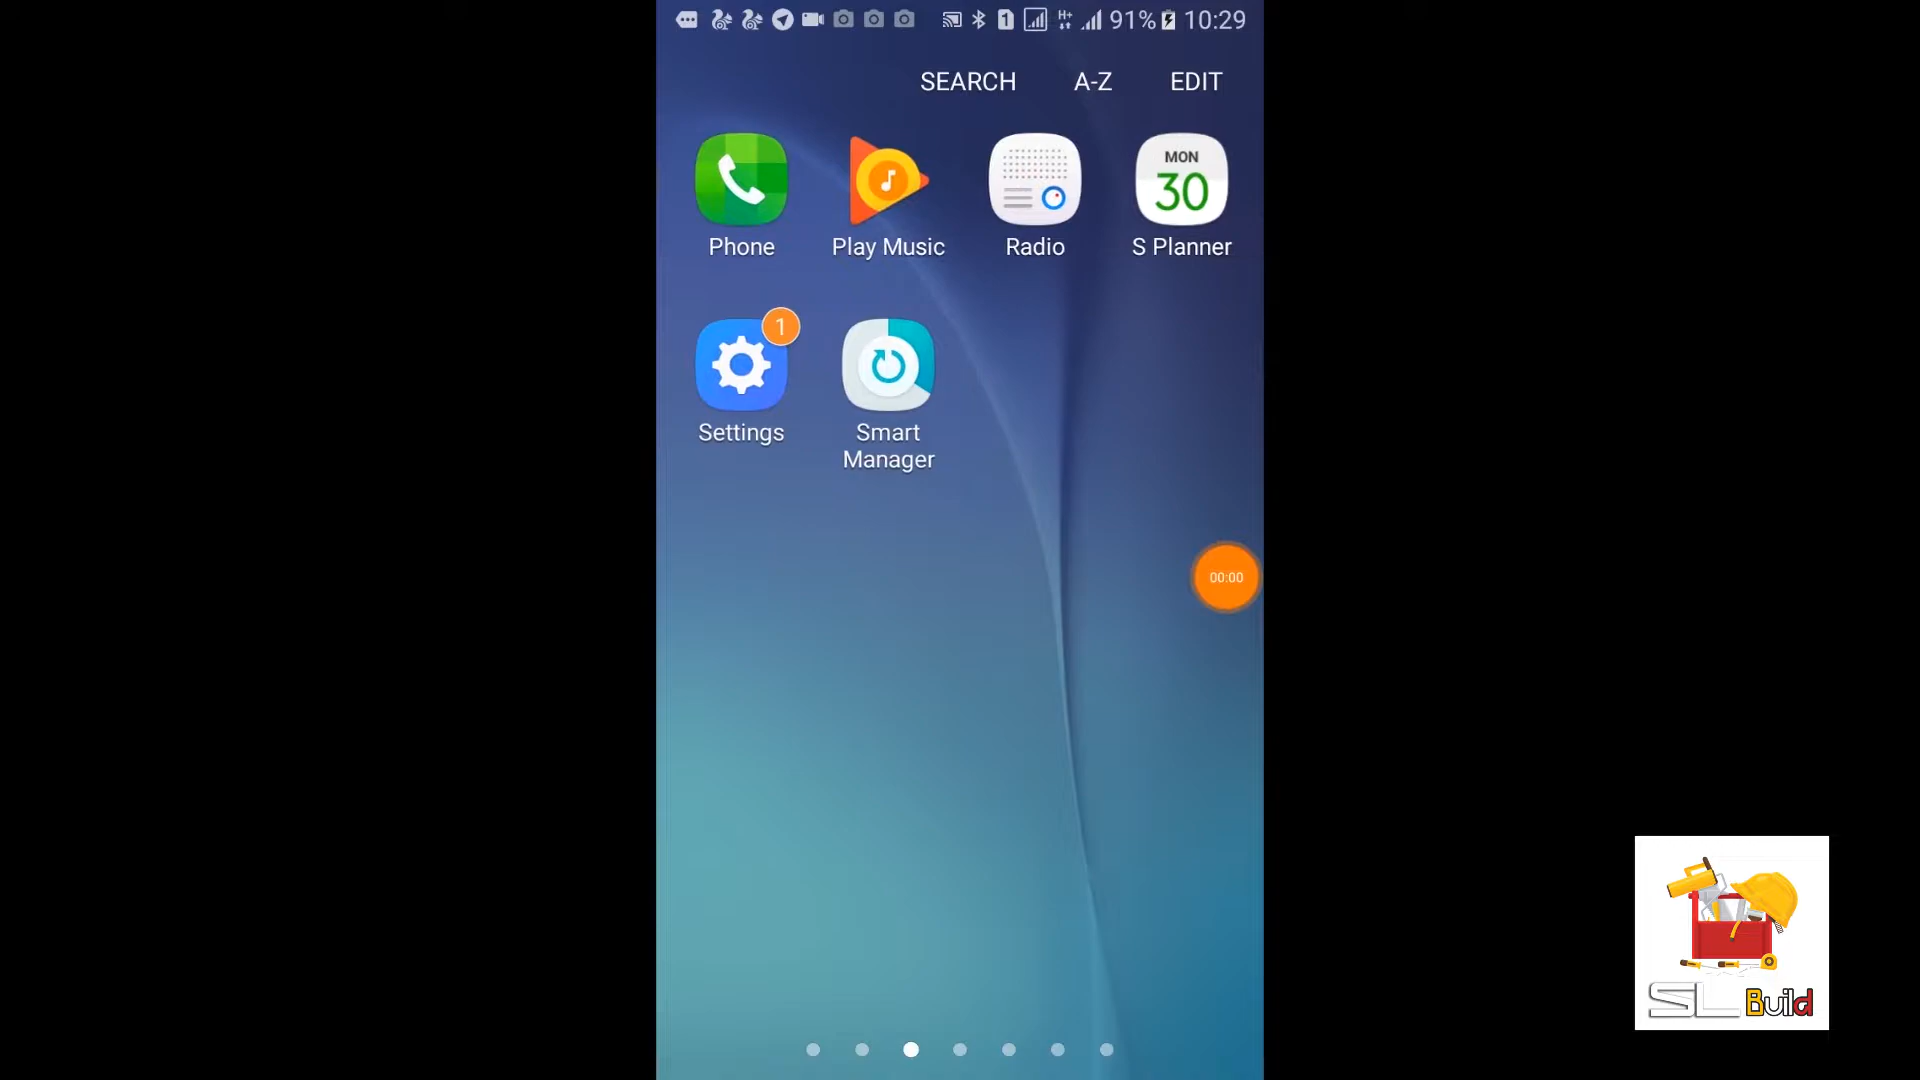 1 H+ 91% 10:29
SEARCH A-Z EDIT
MON
30
Phone Play Music Radio S Planner
1
Settings Smart
Manager
00:00
SL Build